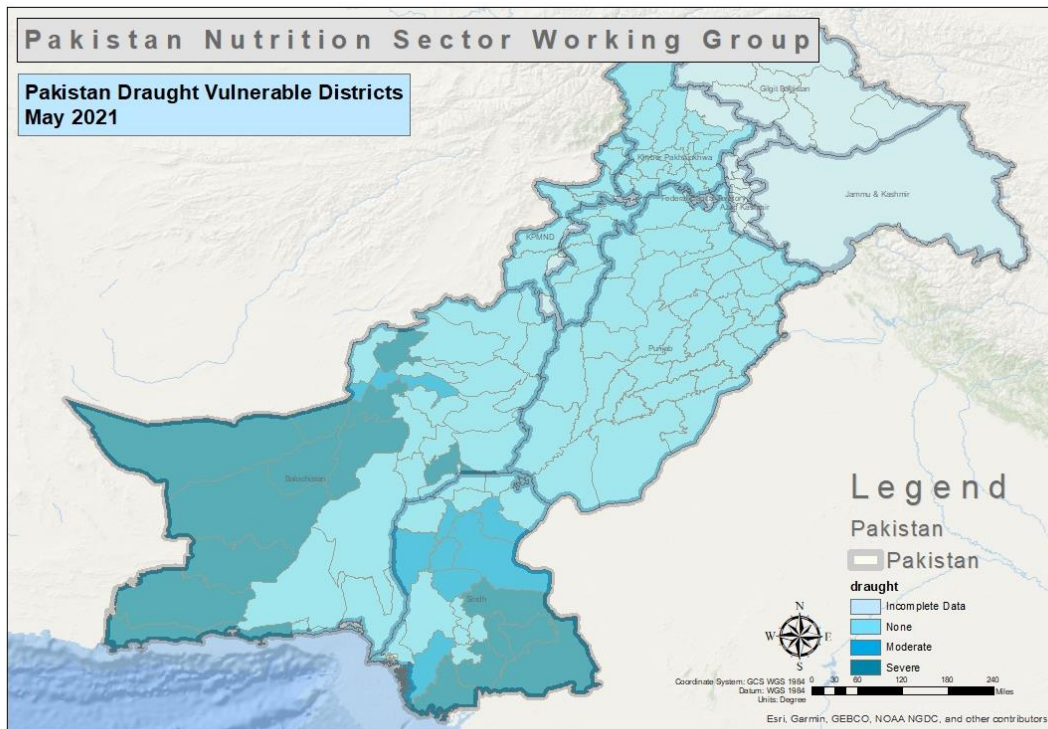 Pakistan Nutrition Sector Working Group
Pakistan Draught Vulnerable Districts
May 2021
Gilgit Baltistan
Khyber Pakhtunkhwa
Jammu & Kashmir
Azad Kashmir
KPMND
Punjab
Balochistan
Sindh
Legend
Pakistan
Pakistan
draught
Incomplete Data
None
Moderate
Severe
N
W E
S
Coordinate System: GCS WGS 1984
Datum: WGS 1984
Units: Degree
0 30 60 120 180 240
Miles
Esri, Garmin, GEBCO, NOAA NGDC, and other contributors